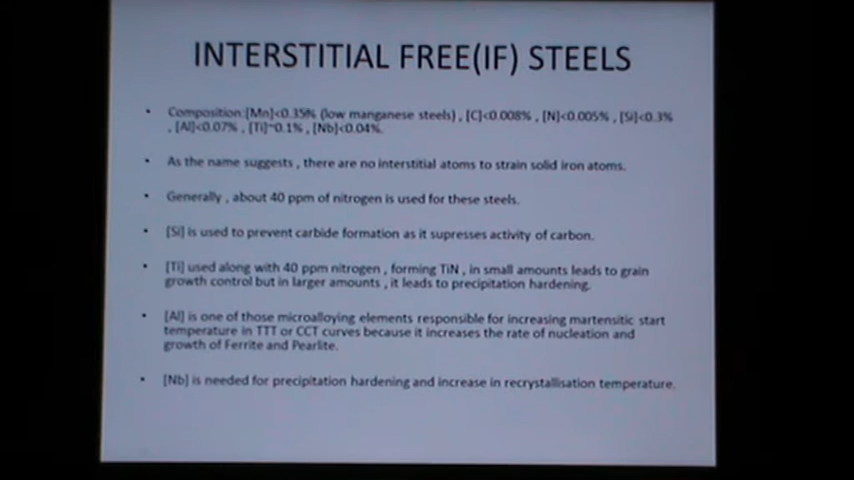 INTERSTITIAL FREE(IF) STEELS
• Composition:[Mn]<0.35% (low manganese steels) , [C]<0.008% , [N]<0.005% , [Si]<0.3%
, [Al]<0.07% , [Ti]~0.1% , [Nb]<0.04%.
• As the name suggests , there are no interstitial atoms to strain solid iron atoms.
• Generally , about 40 ppm of nitrogen is used for these steels.
• [Si] is used to prevent carbide formation as it supresses activity of carbon.
• [Ti] used along with 40 ppm nitrogen , forming TiN , in small amounts leads to grain
growth control but in larger amounts , it leads to precipitation hardening.
• [Al] is one of those microalloying elements responsible for increasing martensitic start
temperature in TTT or CCT curves because it increases the rate of nucleation and
growth of Ferrite and Pearlite.
• [Nb] is needed for precipitation hardening and increase in recrystallisation temperature.